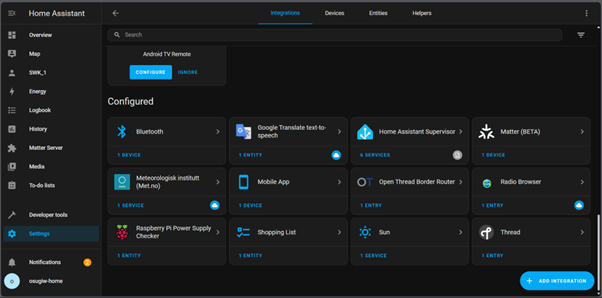 Home Assistant
Integrations
Devices
Entities
Helpers
Overview
Map
SWK_1
Energy
Logbook
History
Matter Server
Media
To-do lists
Developer tools
Settings
Notifications
2
o
osugiw-home
Search
Android TV Remote
CONFIGURE
IGNORE
Configured
Bluetooth
1 DEVICE
Google Translate text-to-
speech
1 ENTITY
Home Assistant Supervisor
6 SERVICES
Matter (BETA)
1 DEVICE
Meteorologisk institutt
(Met.no)
1 SERVICE
Mobile App
1 DEVICE
OT
Open Thread Border Router
1 ENTRY
Radio Browser
1 ENTRY
Raspberry Pi Power Supply
Checker
1 ENTITY
Shopping List
1 ENTITY
Sun
1 SERVICE
Thread
1 ENTRY
+ ADD INTEGRATION